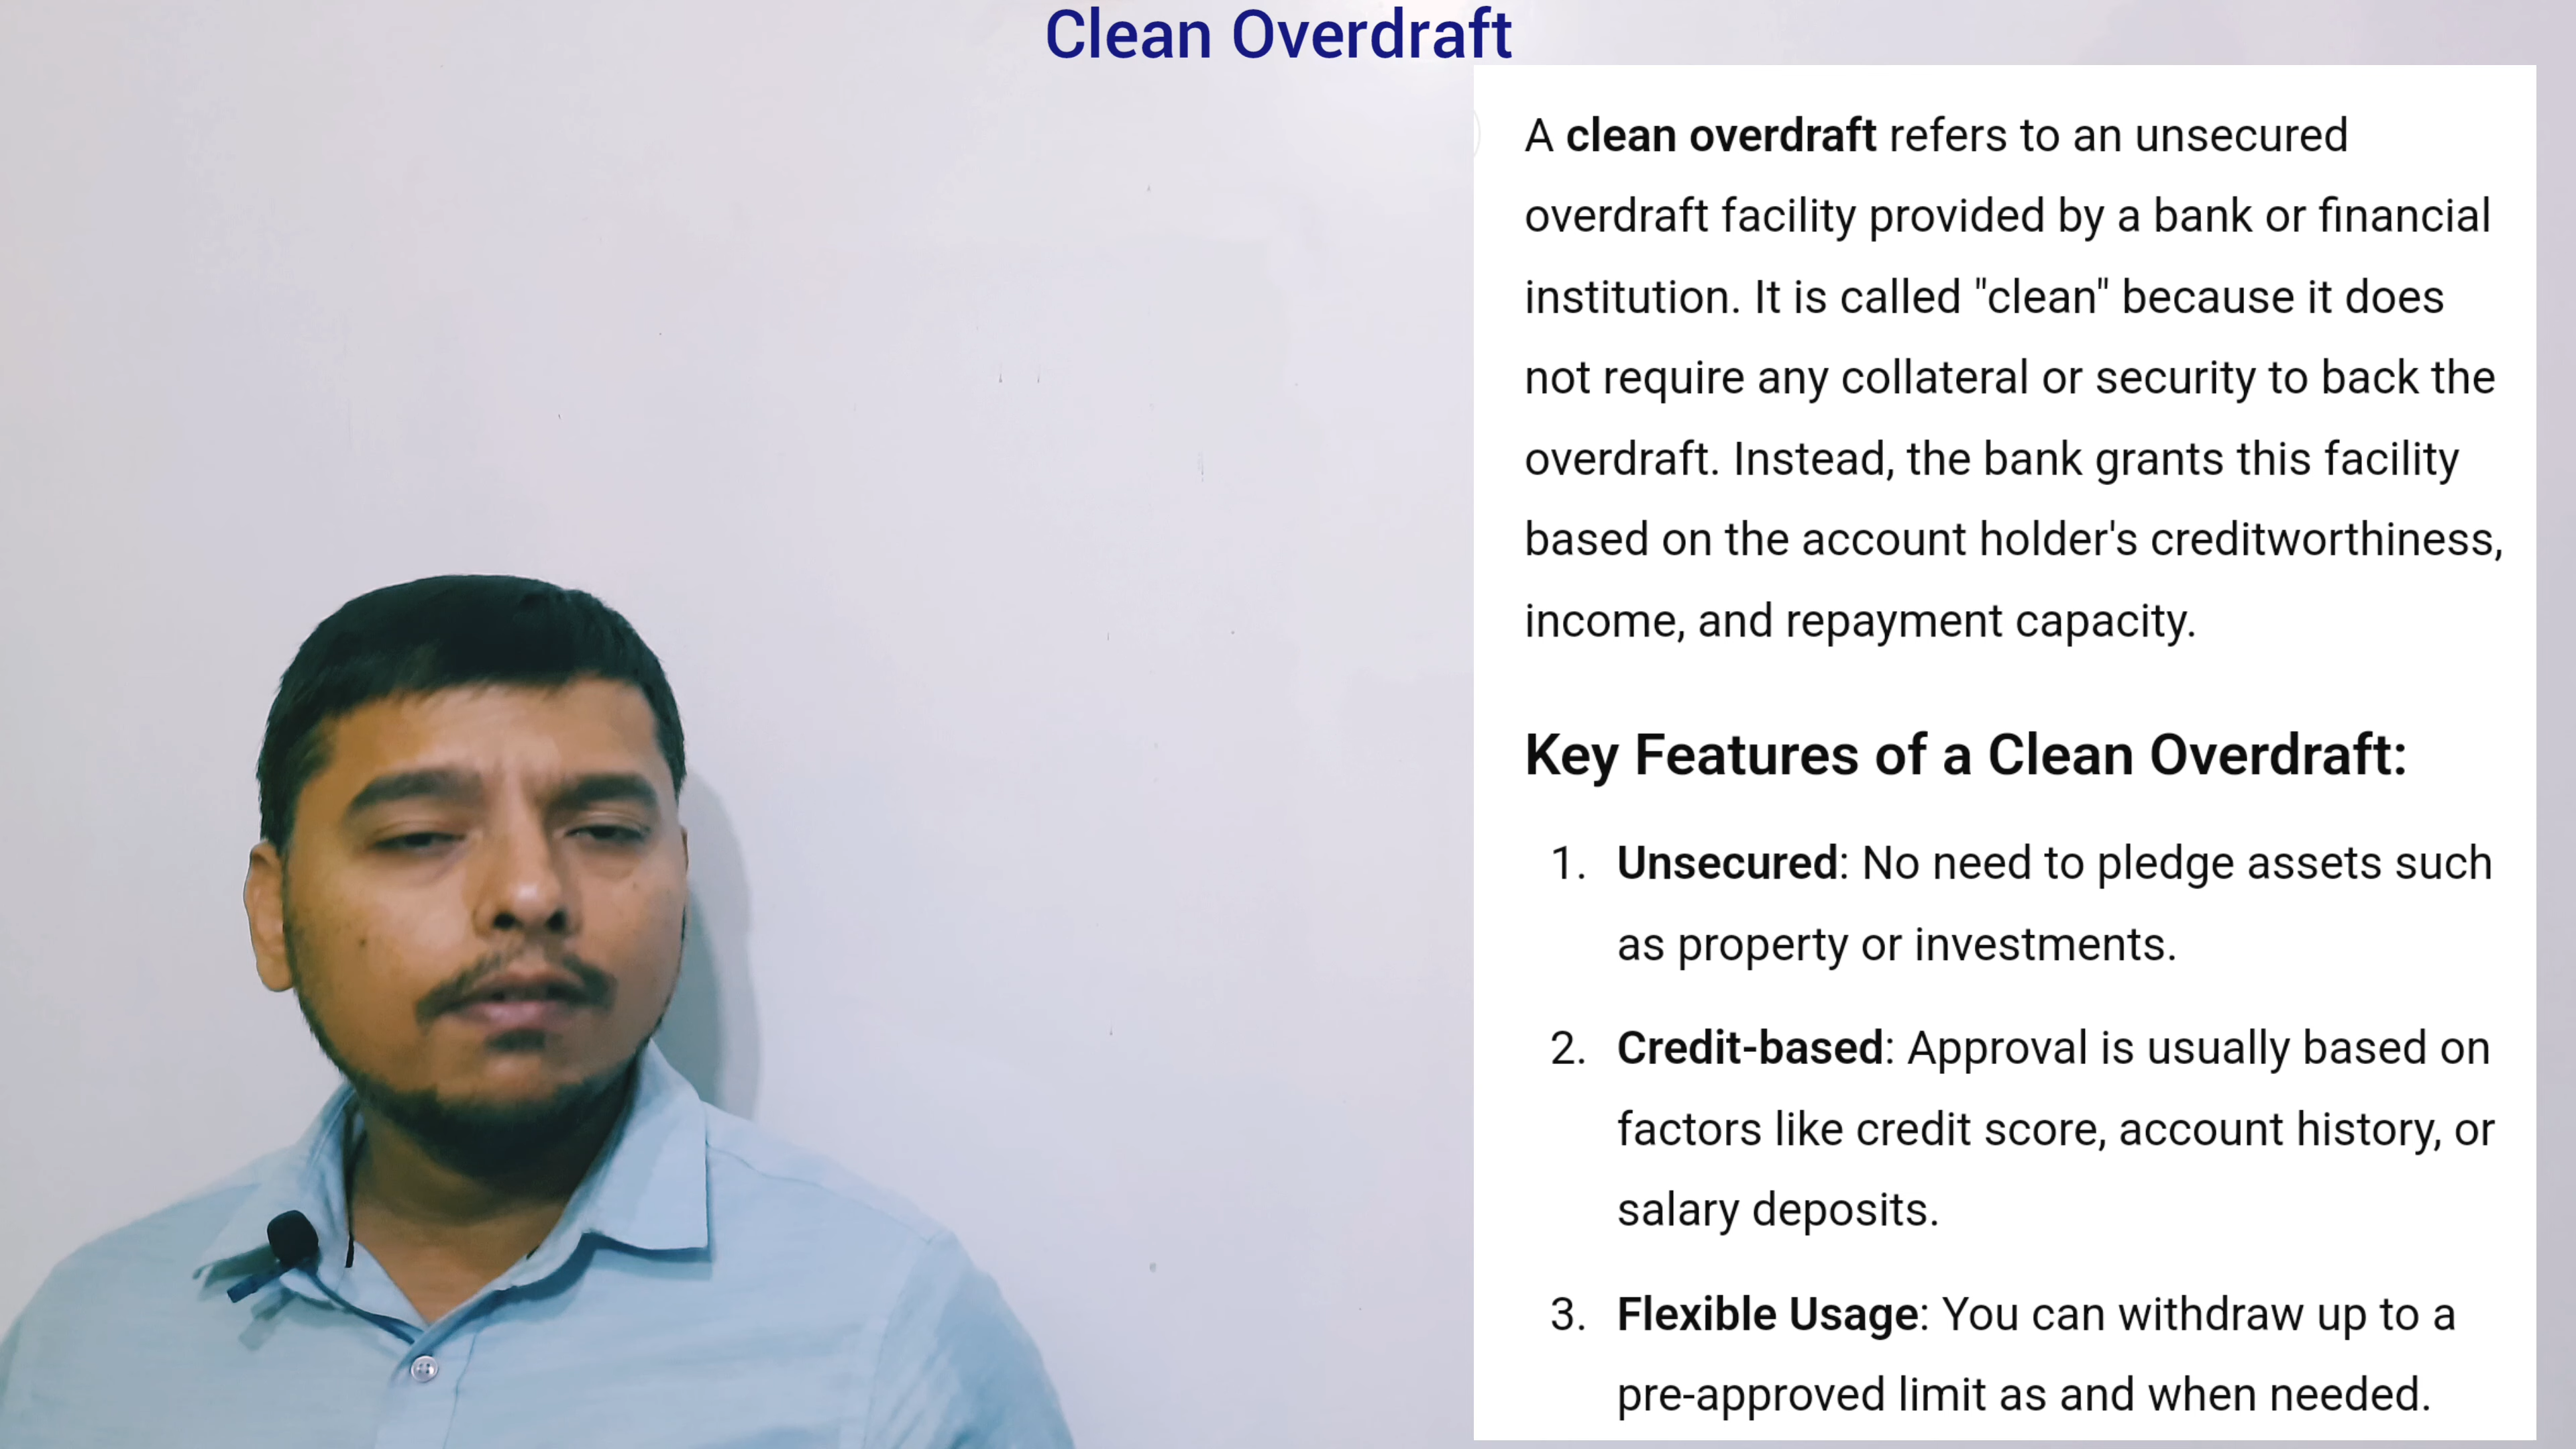 Clean Overdraft
A clean overdraft refers to an unsecured
overdraft facility provided by a bank or financial
institution. It is called "clean" because it does
not require any collateral or security to back the
overdraft. Instead, the bank grants this facility
based on the account holder's creditworthiness,
income, and repayment capacity.
Key Features of a Clean Overdraft:
1. Unsecured: No need to pledge assets such
as property or investments.
2. Credit-based: Approval is usually based on
factors like credit score, account history, or
salary deposits.
3. Flexible Usage: You can withdraw up to a
pre-approved limit as and when needed.